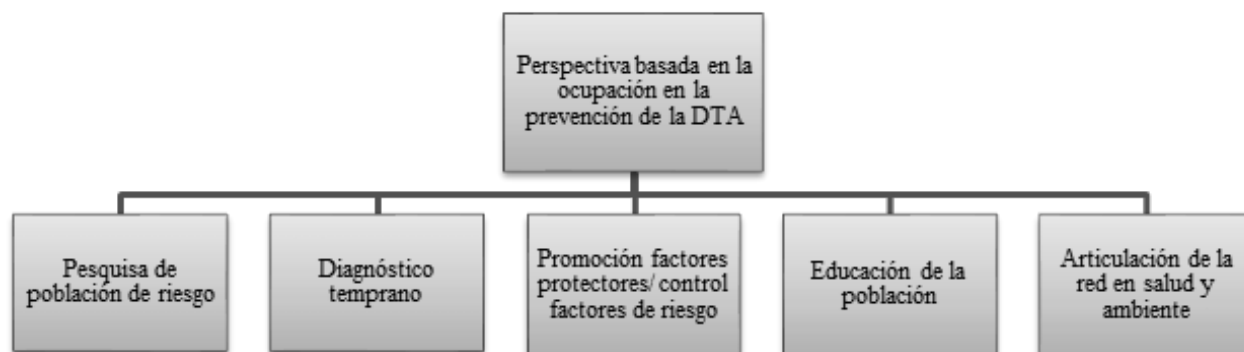 Perspectiva basada en la
ocupación en la
prevención de la DTA
Pesquisa de
población de riesgo
Diagnóstico
temprano
Promoción factores
protectores/ control
factores de riesgo
Educación de la
población
Articulación de la
red en salud y
ambiente